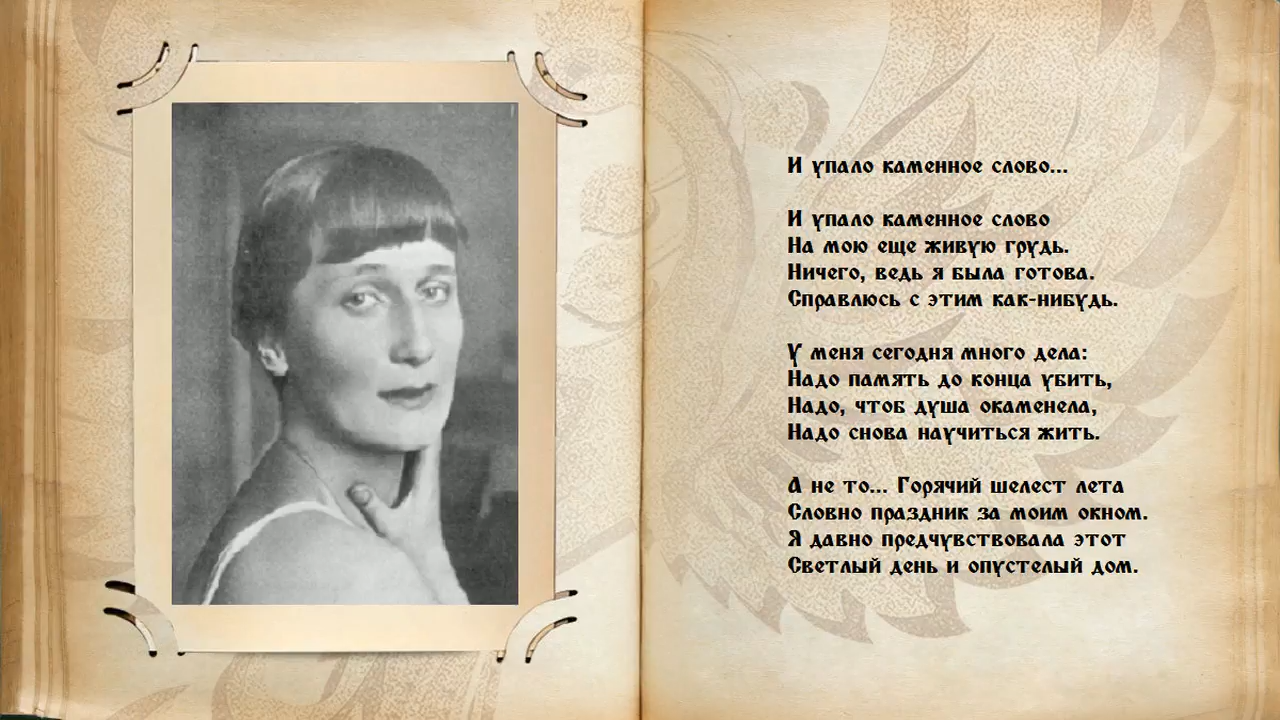 И упало каменное слово...
И упало каменное слово
На мою еще живую грудь.
Ничего, ведь я была готова.
Справлюсь с этим как-нибудь.
У меня сегодня много дела:
Надо память до конца убить,
Надо, чтоб душа окаменела,
Надо снова научиться жить.
А не то... Горячий шелест лета
Словно праздник за моим окном.
Я давно предчувствовала этот
Светлый день и опустелый дом.